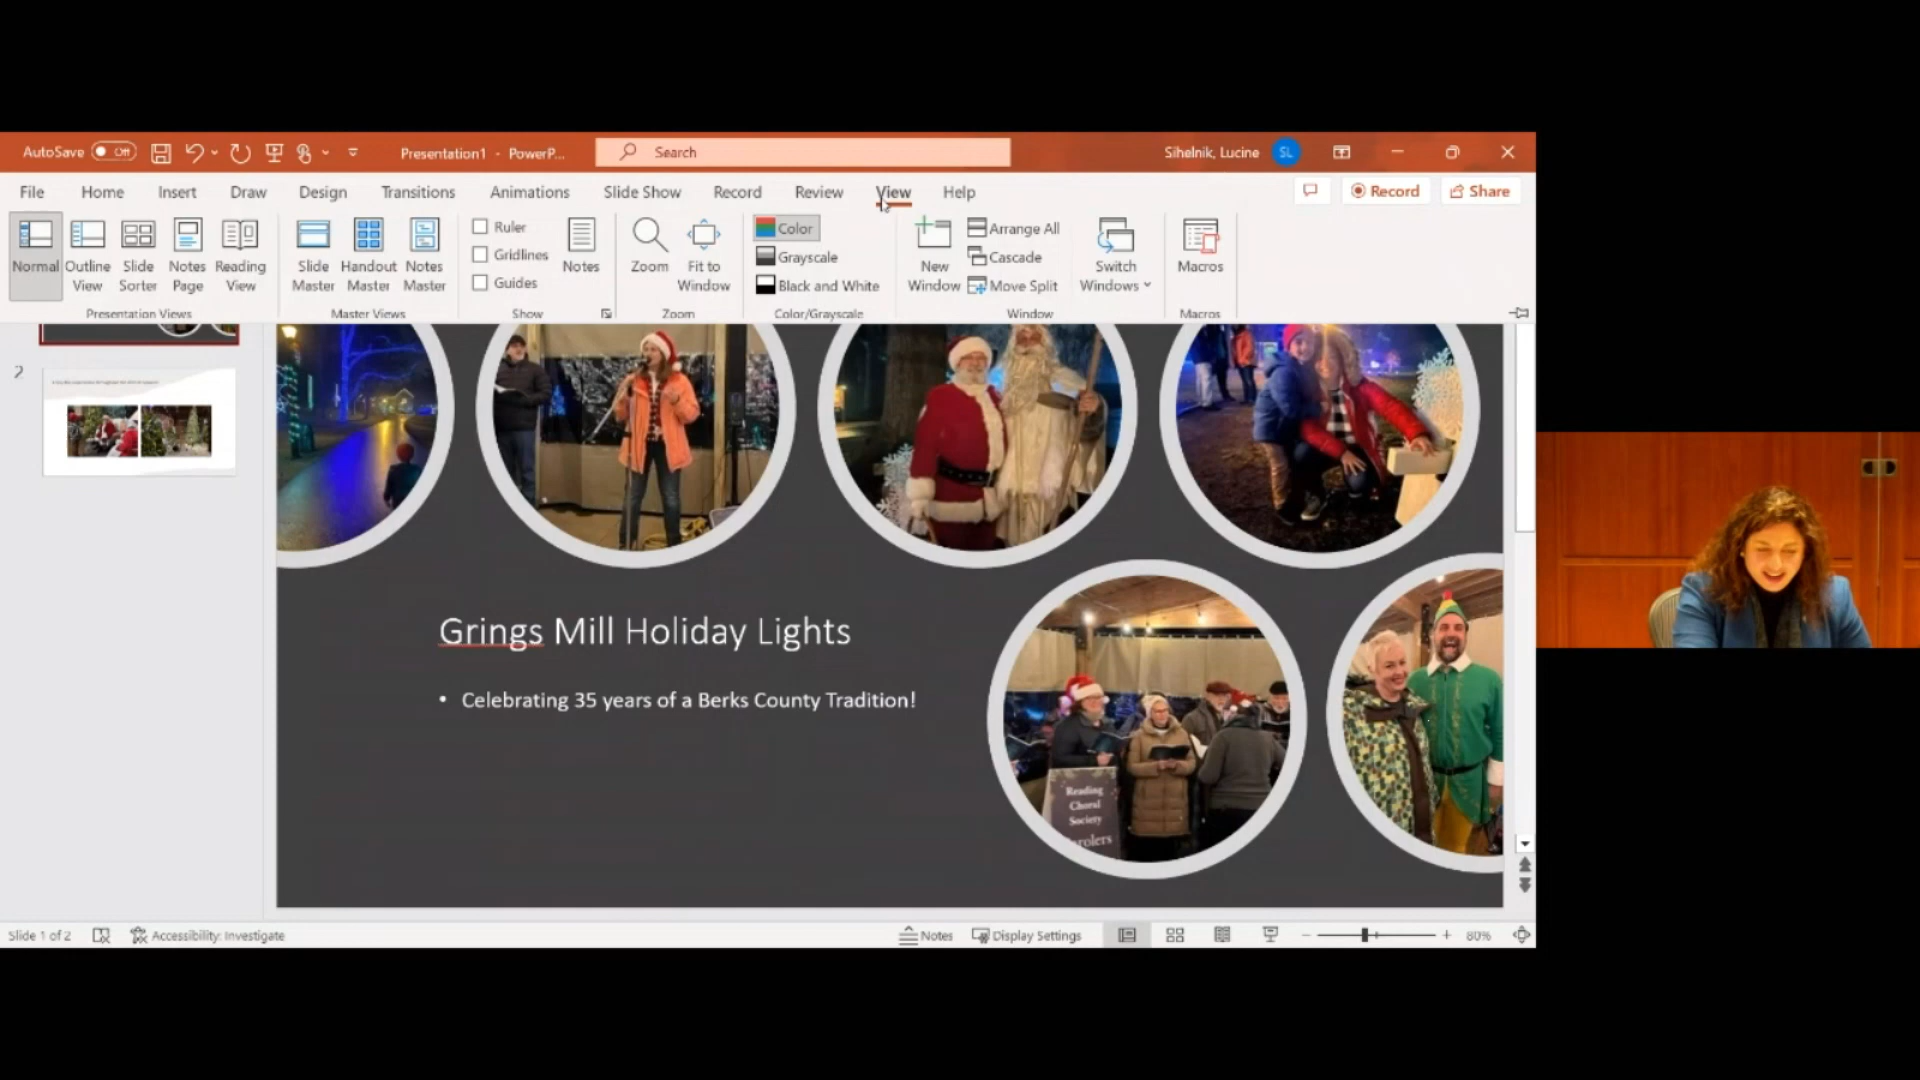 AutoSave Off Presentation1 - PowerP... Search Sihelnik, Lucine SL
File Home Insert Draw Design Transitions Animations Slide Show Record Review View Help Record Share
Normal Outline View Slide Sorter Notes Page Reading View
Slide Master Handout Master Notes Master
Ruler
Gridlines
Guides
Notes
Zoom Fit to Window
Color
Grayscale
Black and White
New Window
Arrange All
Cascade
Move Split
Switch Windows
Macros
Presentation Views Master Views Show Zoom Color/Grayscale Window Macros
2
Grings Mill Holiday Lights
• Celebrating 35 years of a Berks County Tradition!
Reading
Choral
Society
Slide 1 of 2 Accessibility: Investigate Notes Display Settings 80%